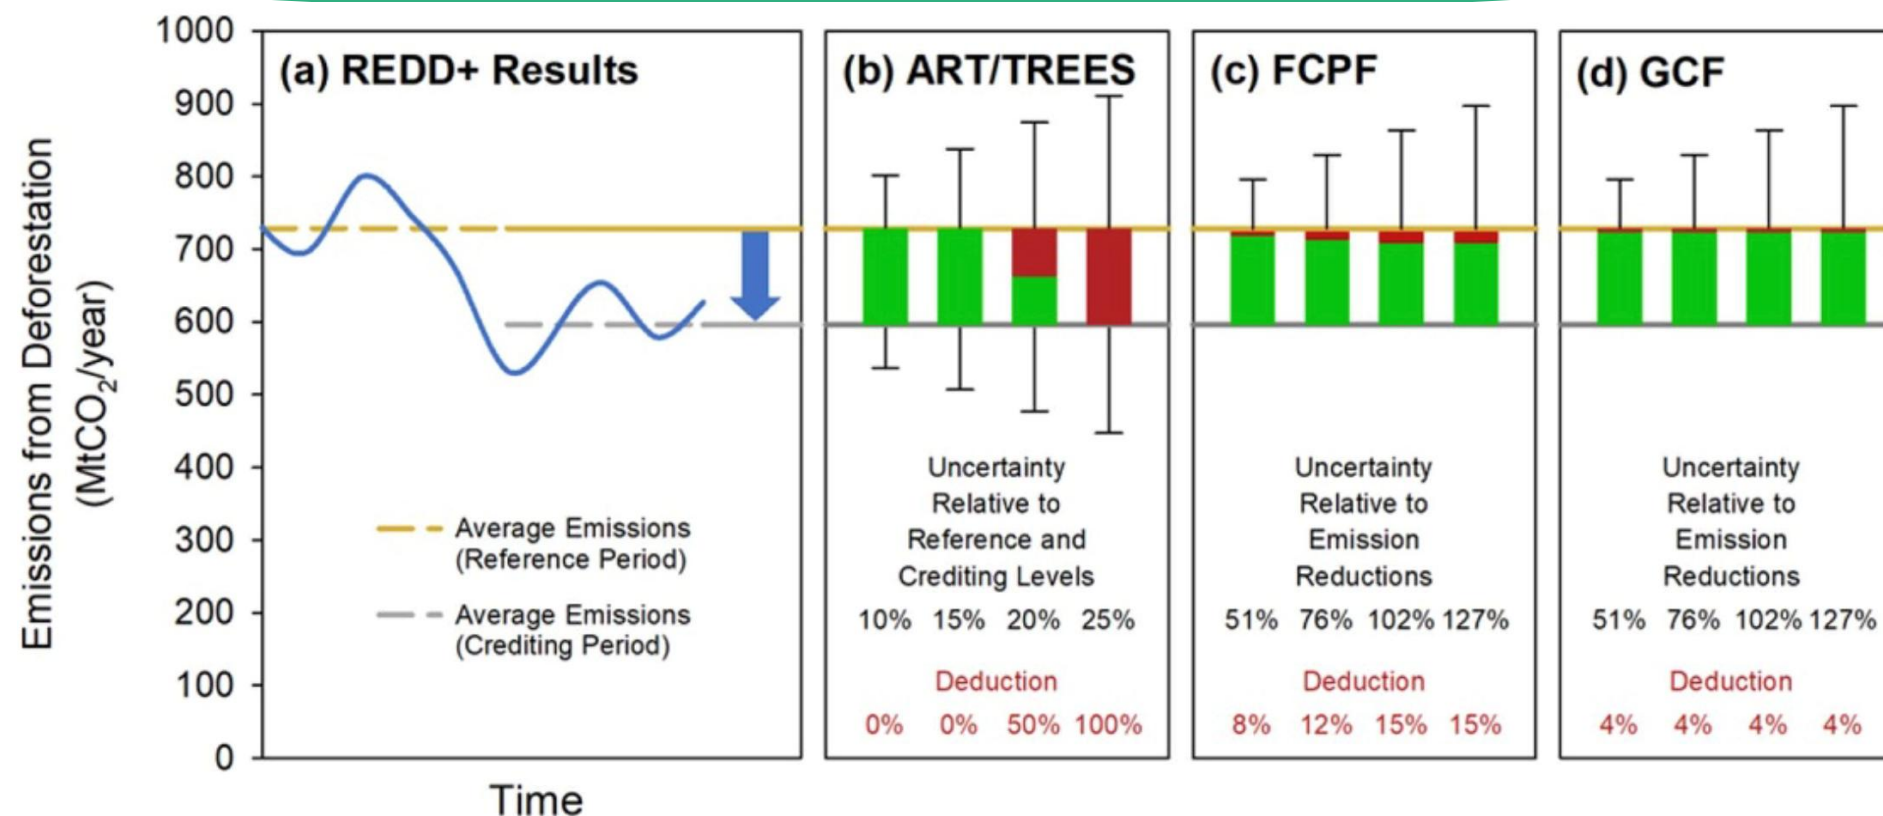 Emissions from Deforestation
(MtCO₂/year)
1000
900
800
700
600
500
400
300
200
100
0
(a) REDD+ Results
Average Emissions
(Reference Period)
Average Emissions
(Crediting Period)
Time
(b) ART/TREES
Uncertainty
Relative to
Reference and
Crediting Levels
10% 15% 20% 25%
Deduction
0% 0% 50% 100%
(c) FCPF
Uncertainty
Relative to
Emission
Reductions
51% 76% 102% 127%
Deduction
8% 12% 15% 15%
(d) GCF
Uncertainty
Relative to
Emission
Reductions
51% 76% 102% 127%
Deduction
4% 4% 4% 4%